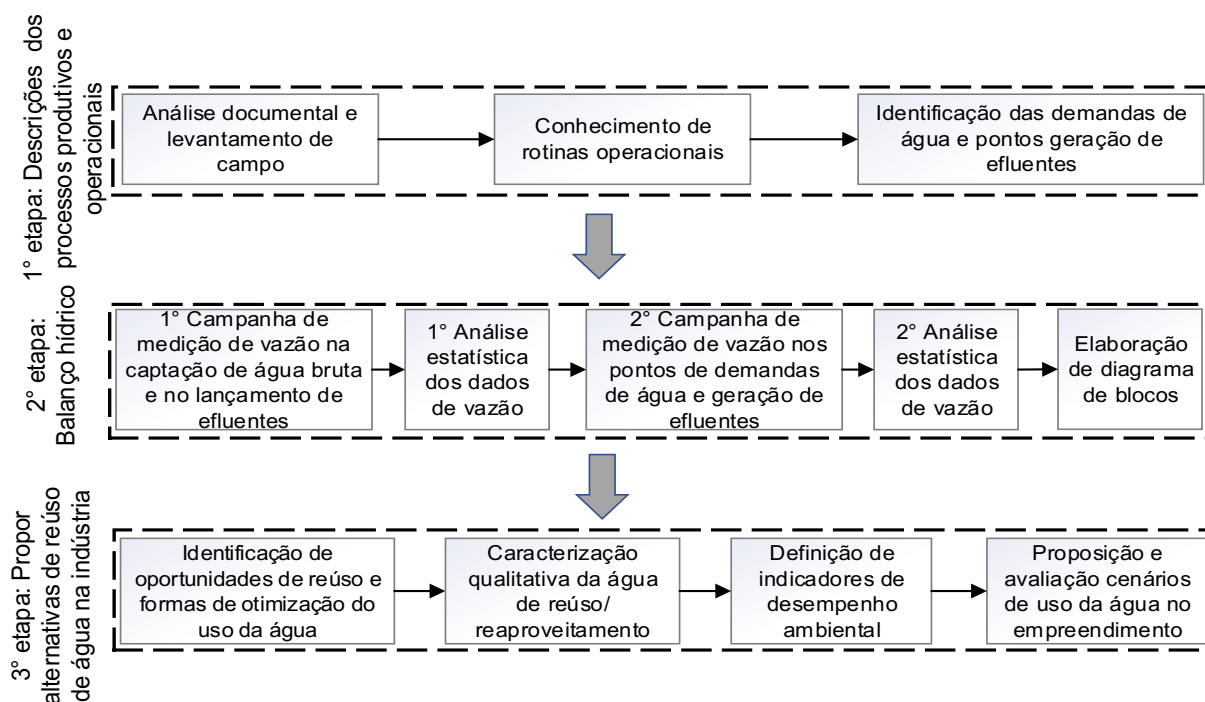 1° etapa: Descrições dos
processos produtivos e
operacionais
Análise documental e
levantamento de
campo
Conhecimento de
rotinas operacionais
Identificação das demandas de
água e pontos geração de
efluentes
2° etapa:
Balanço hídrico
1° Campanha de
medição de vazão na
captação de água bruta
e no lançamento de
efluentes
1° Análise
estatística
dos dados
de vazão
2° Campanha de
medição de vazão nos
pontos de demandas
de água e geração de
efluentes
2° Análise
estatística
dos dados
de vazão
Elaboração
de diagrama
de blocos
3° etapa: Propor
alternativas de reúso
de água na indústria
Identificação de
oportunidades de reúso e
formas de otimização do
uso da água
Caracterização
qualitativa da água
de reúso/
reaproveitamento
Definição de
indicadores de
desempenho
ambiental
Proposição e
avaliação cenários
de uso da água no
empreendimento